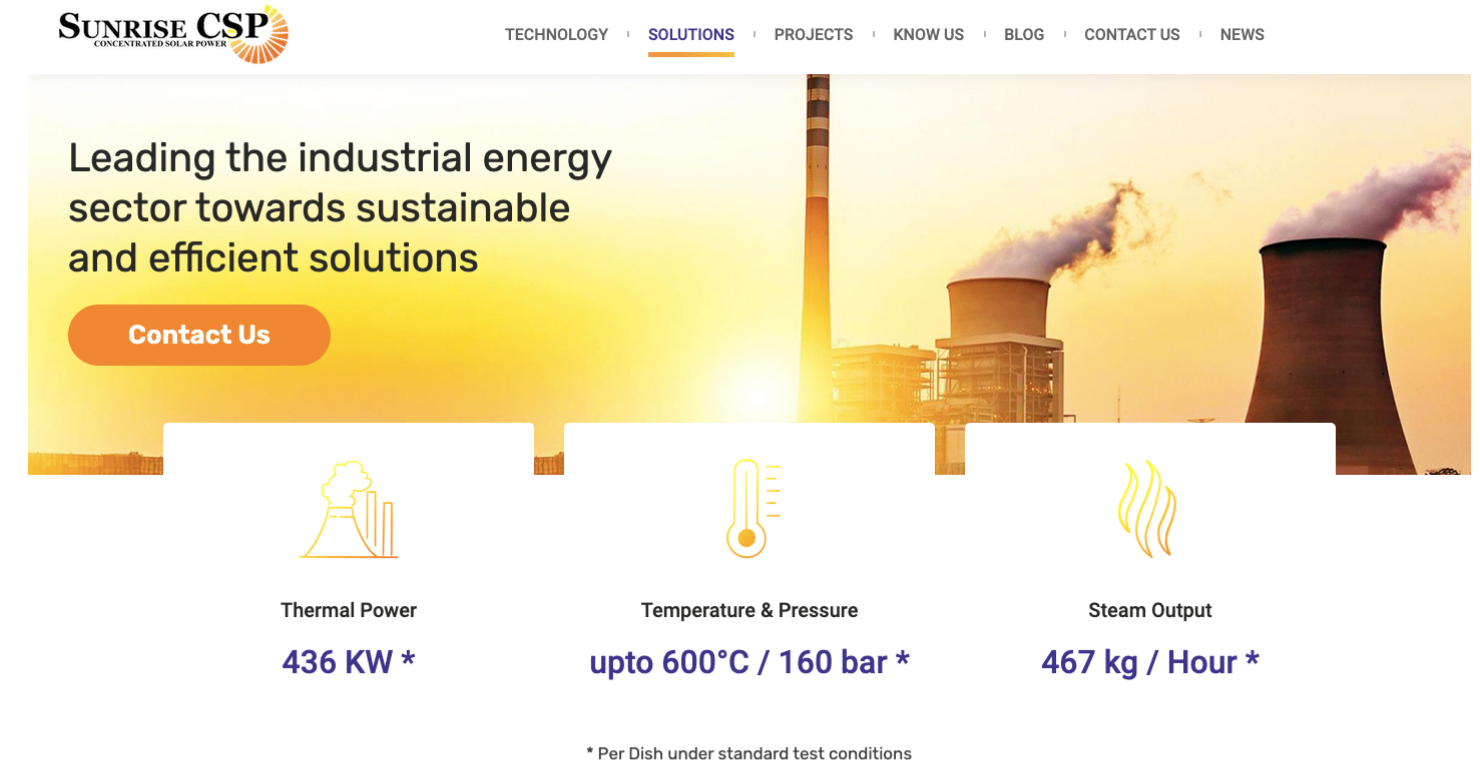 SUNRISE CSP
CONCENTRATED SOLAR POWER
TECHNOLOGY SOLUTIONS PROJECTS KNOW US BLOG CONTACT US NEWS
Leading the industrial energy
sector towards sustainable
and efficient solutions
Contact Us
Thermal Power
436 KW *
Temperature & Pressure
upto 600°C / 160 bar *
Steam Output
467 kg / Hour *
* Per Dish under standard test conditions